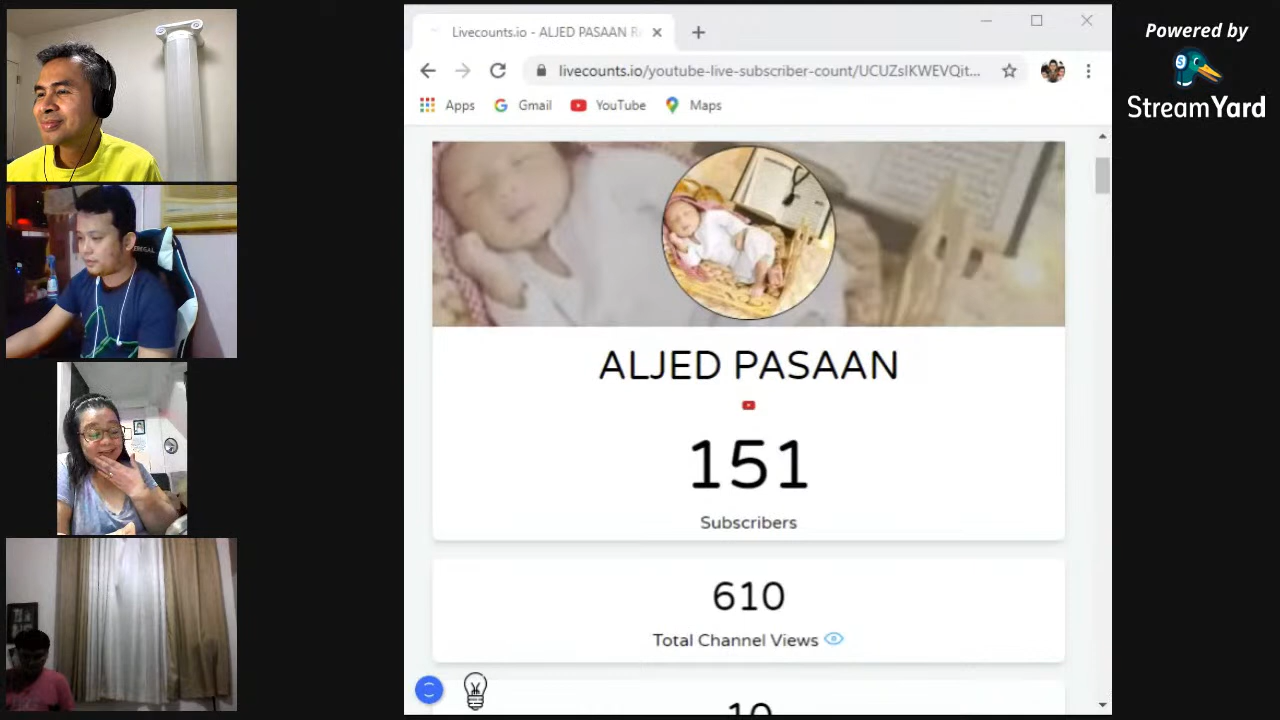 Powered by
StreamYard
Livecounts.io - ALJED PASAAN R
livecounts.io/youtube-live-subscriber-count/UCUZsIKWEVQit...
Apps
Gmail
YouTube
Maps
ALJED PASAAN
151
Subscribers
610
Total Channel Views
10